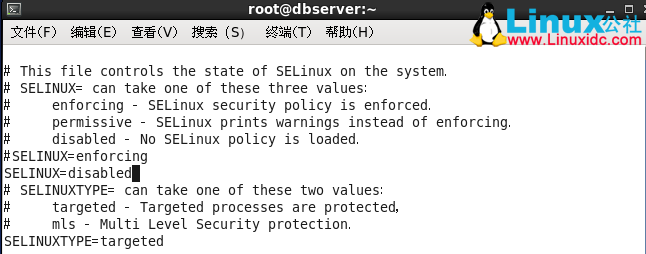 root@dbserver:~
文件(F) 编辑(E) 查看(V) 搜索 (S) 终端(T) 帮助(H)
Linux公社
www.Linuxidc.com
# This file controls the state of SELinux on the system.
# SELINUX= can take one of these three values:
#     enforcing - SELinux security policy is enforced.
#     permissive - SELinux prints warnings instead of enforcing.
#     disabled - No SELinux policy is loaded.
#SELINUX=enforcing
SELINUX=disabled
# SELINUXTYPE= can take one of these two values:
#     targeted - Targeted processes are protected,
#     mls - Multi Level Security protection.
SELINUXTYPE=targeted